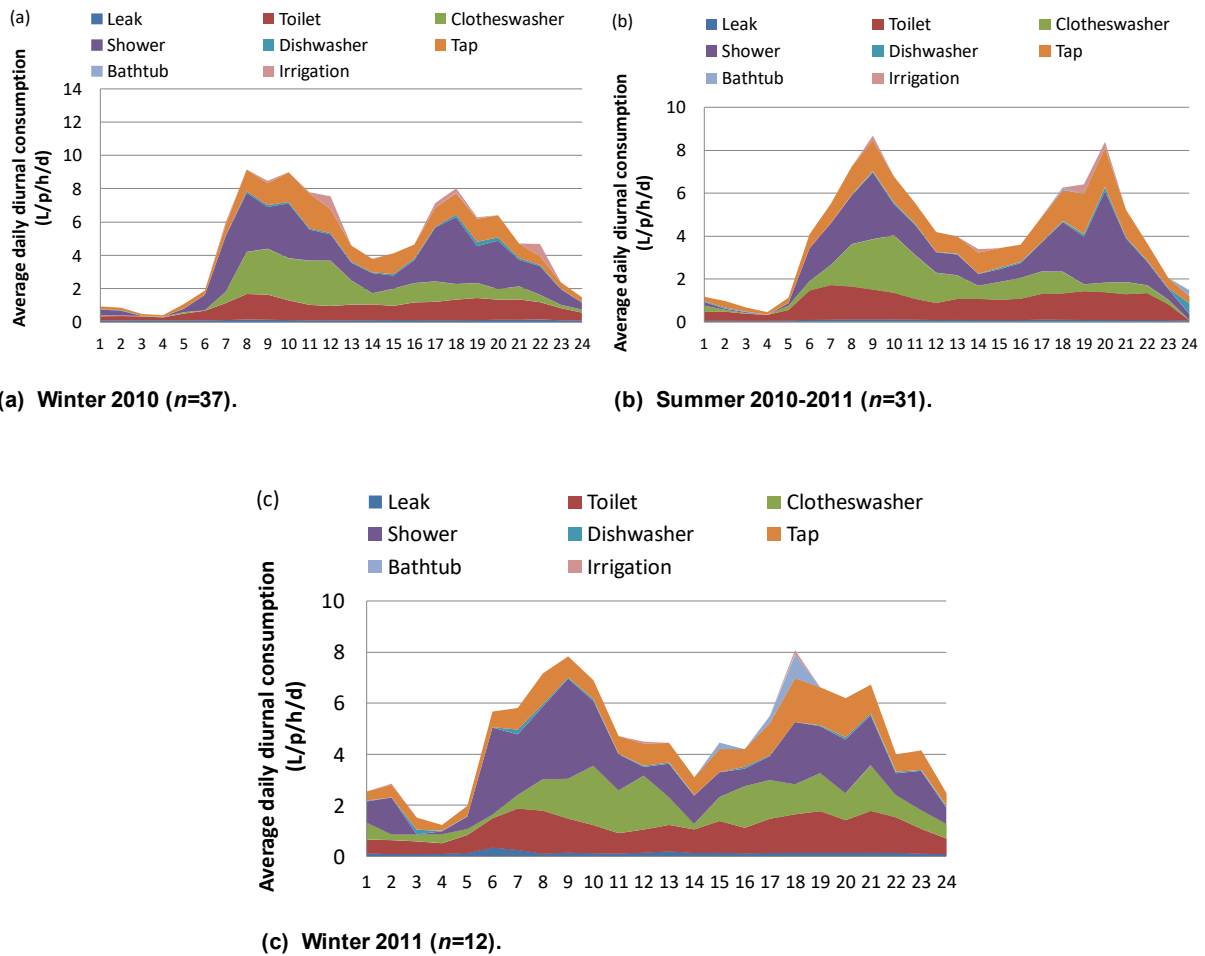 (a)
Leak Toilet Clotheswasher
Shower Dishwasher Tap
Bathtub Irrigation
Average daily diurnal consumption
(L/p/h/d)
14
12
10
8
6
4
2
0
1 2 3 4 5 6 7 8 9 10 11 12 13 14 15 16 17 18 19 20 21 22 23 24
(a) Winter 2010 (n=37).
(b)
Leak Toilet Clotheswasher
Shower Dishwasher Tap
Bathtub Irrigation
Average daily diurnal consumption
(L/p/h/d)
10
8
6
4
2
0
1 2 3 4 5 6 7 8 9 10 11 12 13 14 15 16 17 18 19 20 21 22 23 24
(b) Summer 2010-2011 (n=31).
(c)
Leak Toilet Clotheswasher
Shower Dishwasher Tap
Bathtub Irrigation
Average daily diurnal consumption
(L/p/h/d)
10
8
6
4
2
0
1 2 3 4 5 6 7 8 9 10 11 12 13 14 15 16 17 18 19 20 21 22 23 24
(c) Winter 2011 (n=12).